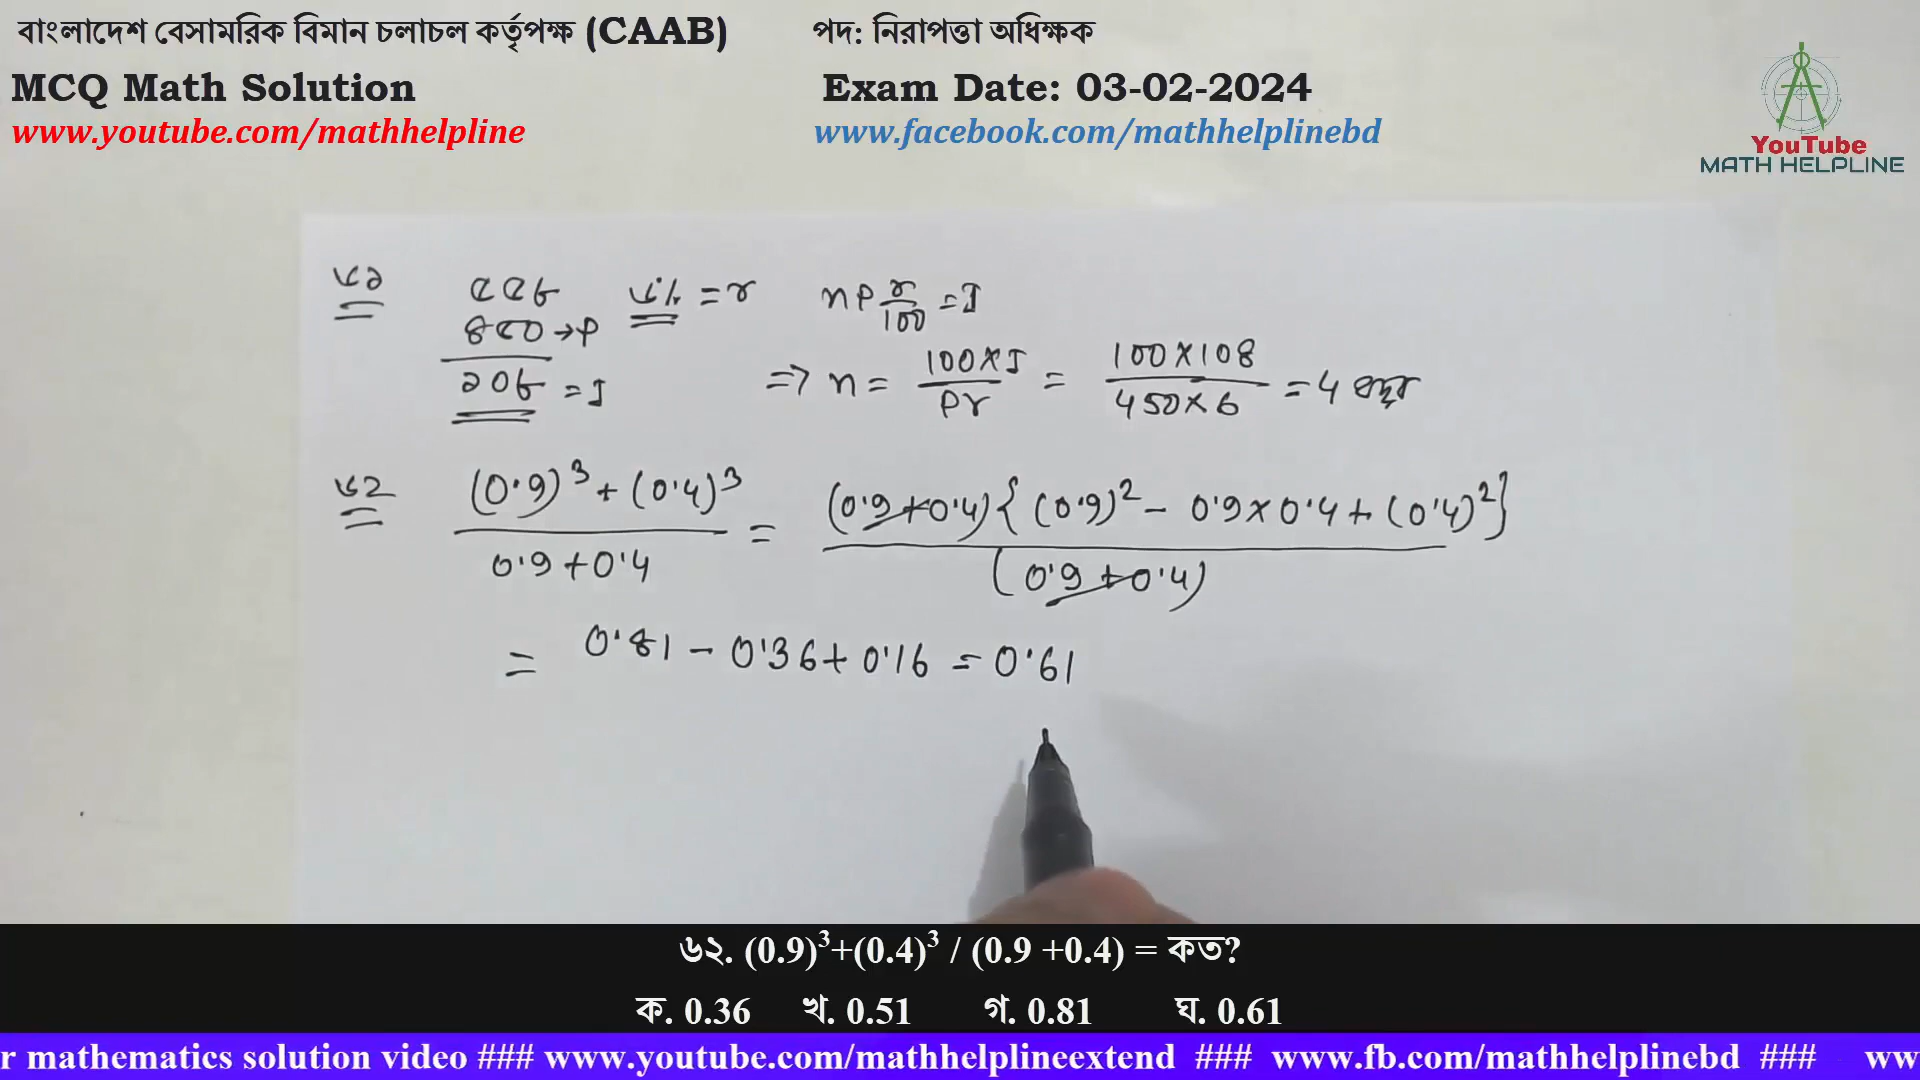 বাংলাদেশ বেসামরিক বিমান চলাচল কর্তৃপক্ষ (CAAB) পদ: নিরাপত্তা অধিক্ষক
MCQ Math Solution Exam Date: 03-02-2024
www.youtube.com/mathhelpline www.facebook.com/mathhelplinebd
YouTube
MATH HELPLINE
৬১ ৫৫৮ ৬% = r nP r/100 = I
৪৫০ → P
১০৮ = I ⇒ n = 100×I/Pr = 100×108/450×6 = 4 বছর
৬২ (0.9)³+(0.4)³/0.9+0.4 = (0.9+0.4){(0.9)²-0.9×0.4+(0.4)²}/(0.9+0.4)
= 0.81 - 0.36+0.16 = 0.61
৬২. (0.9)³+(0.4)³ / (0.9 +0.4) = কত?
ক. 0.36 খ. 0.51 গ. 0.81 ঘ. 0.61
r mathematics solution video ### www.youtube.com/mathhelplineextend ### www.fb.com/mathhelplinebd ### ww